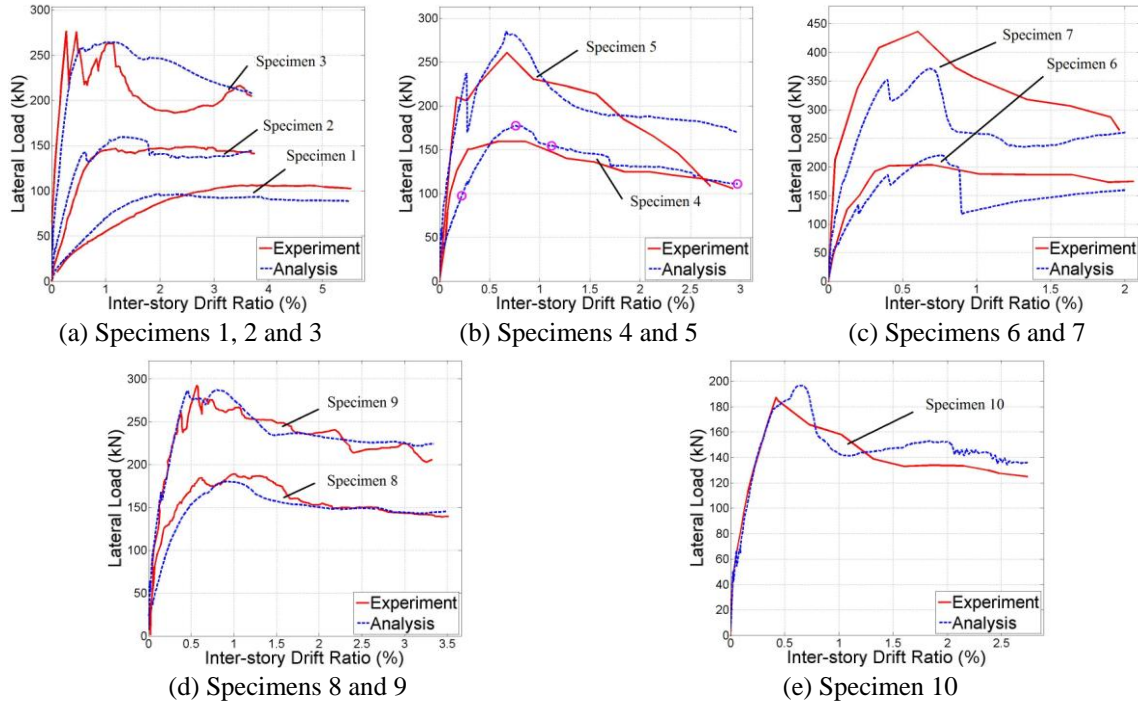 300
250
200
150
100
50
0
Lateral Load (kN)
Specimen 3
Specimen 2
Specimen 1
Experiment
Analysis
0 1 2 3 4 5
Inter-story Drift Ratio (%)
(a) Specimens 1, 2 and 3
300
250
200
150
100
50
0
Lateral Load (kN)
Specimen 5
Specimen 4
Experiment
Analysis
0 0.5 1 1.5 2 2.5 3
Inter-story Drift Ratio (%)
(b) Specimens 4 and 5
450
400
350
300
250
200
150
100
50
0
Lateral Load (kN)
Specimen 7
Specimen 6
Experiment
Analysis
0 0.5 1 1.5 2
Inter-story Drift Ratio (%)
(c) Specimens 6 and 7
300
250
200
150
100
50
0
Lateral Load (kN)
Specimen 9
Specimen 8
Experiment
Analysis
0 0.5 1 1.5 2 2.5 3 3.5
Inter-story Drift Ratio (%)
(d) Specimens 8 and 9
200
180
160
140
120
100
80
60
40
20
0
Lateral Load (kN)
Specimen 10
Experiment
Analysis
0 0.5 1 1.5 2 2.5
Inter-story Drift Ratio (%)
(e) Specimen 10